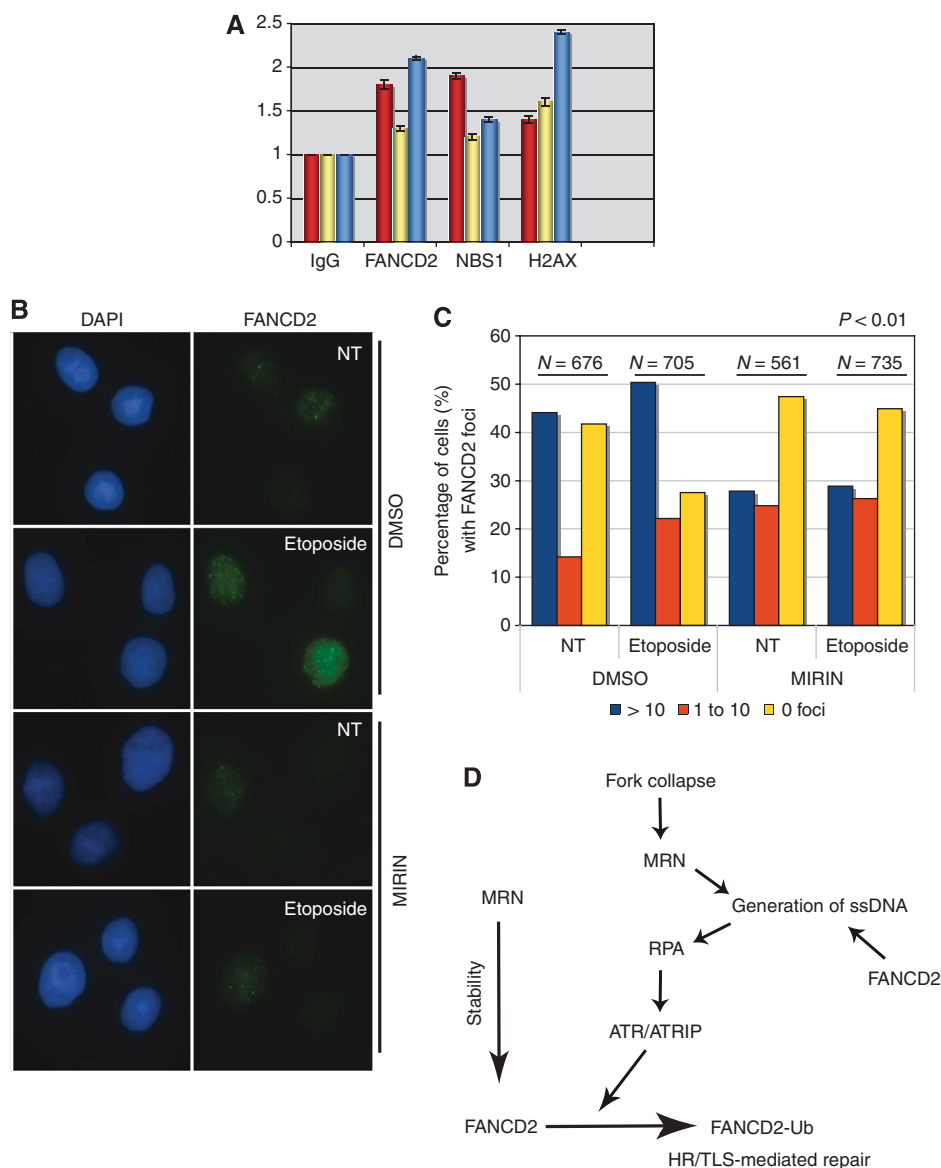 A
2.5
2
1.5
1
0.5
0
IgG FANCD2 NBS1 H2AX
B
DAPI FANCD2
NT
Etoposide
DMSO
NT
Etoposide
MIRIN
C
P < 0.01
Percentage of cells (%)
with FANCD2 foci
60
50
40
30
20
10
0
N = 676 N = 705 N = 561 N = 735
NT Etoposide NT Etoposide
DMSO MIRIN
> 10 1 to 10 0 foci
D
Fork collapse
MRN
MRN
Generation of ssDNA
RPA
FANCD2
Stability
ATR/ATRIP
FANCD2 FANCD2-Ub
HR/TLS-mediated repair